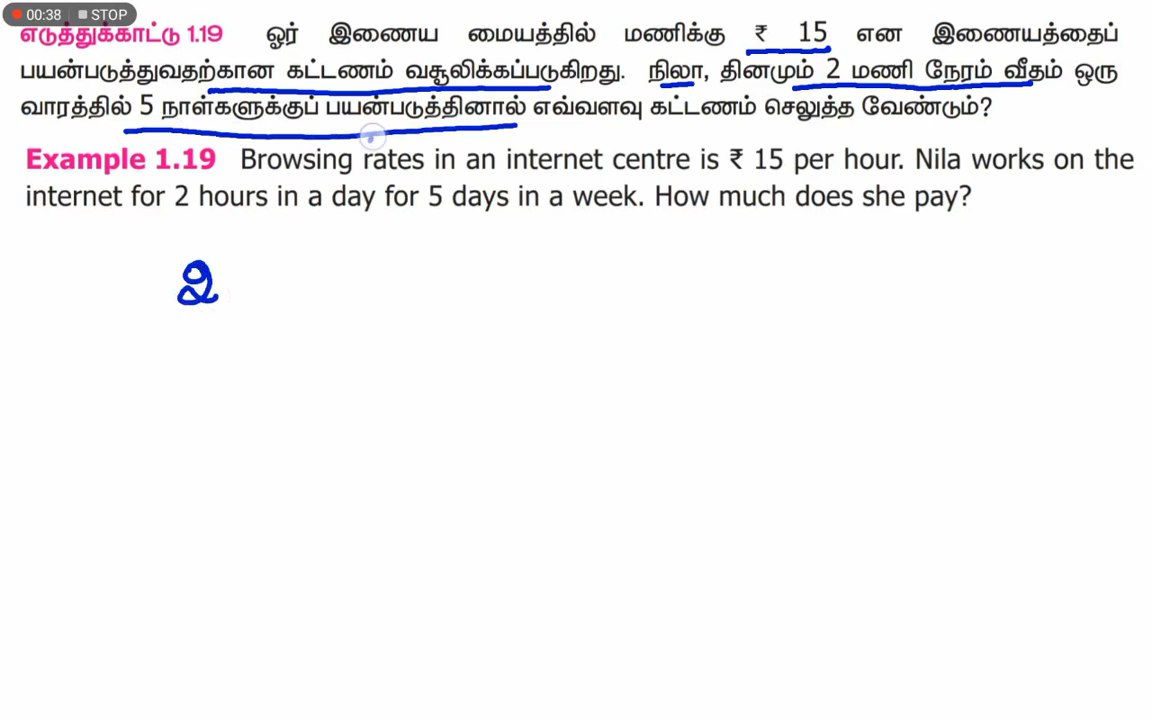 00:38 STOP
எடுத்துக்காட்டு 1.19 ஓர் இணைய மையத்தில் மணிக்கு ₹ 15 என இணையத்தைப்
பயன்படுத்துவதற்கான கட்டணம் வசூலிக்கப்படுகிறது. நிலா, தினமும் 2 மணி நேரம் வீதம் ஒரு
வாரத்தில் 5 நாள்களுக்குப் பயன்படுத்தினால் எவ்வளவு கட்டணம் செலுத்த வேண்டும்?
Example 1.19 Browsing rates in an internet centre is ₹ 15 per hour. Nila works on the
internet for 2 hours in a day for 5 days in a week. How much does she pay?